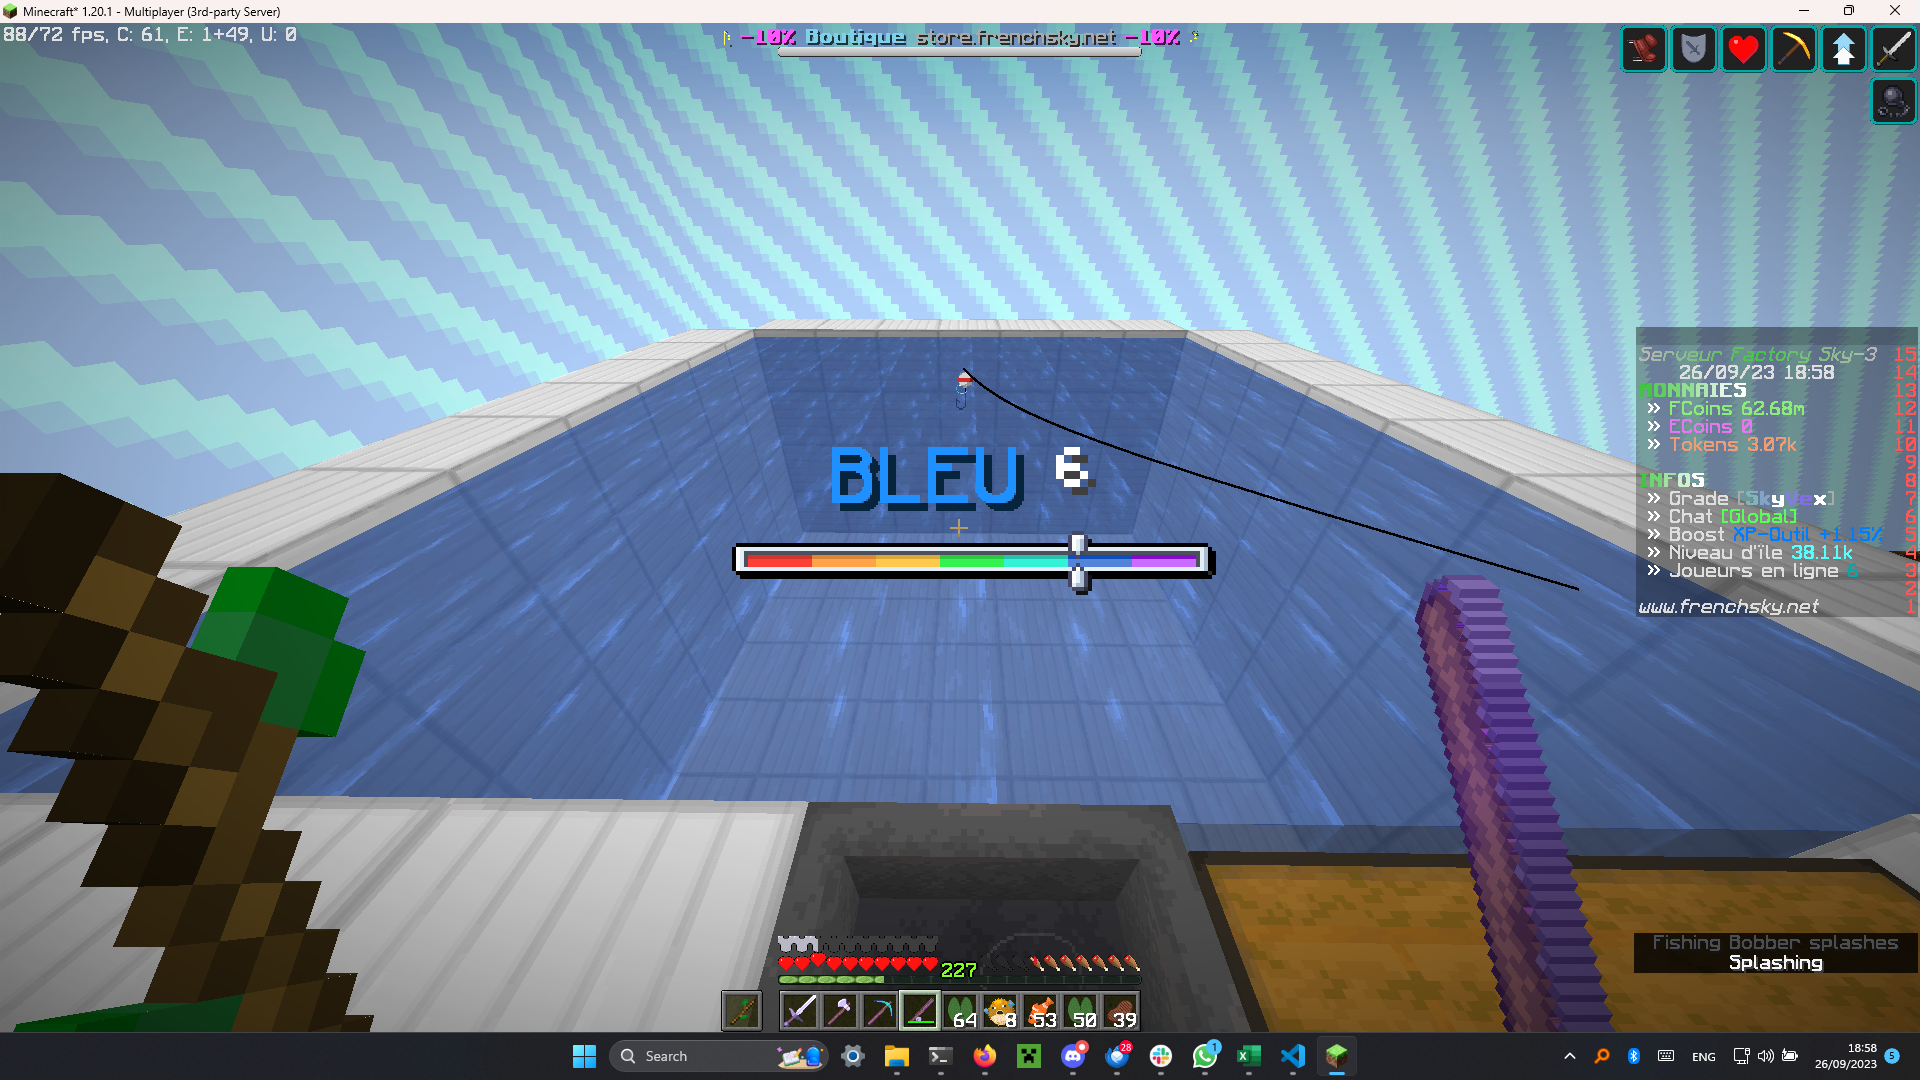 Minecraft* 1.20.1 - Multiplayer (3rd-party Server)
88/72 fps, C: 61, E: 1+49, U: 0
-10% Boutique store.frenchsky.net -10%
BLEU 6
Serveur Factory Sky-3 15
26/09/23 18:58 14
MONNAIES 13
» FCoins 62.68m 12
» ECoins 0 11
» Tokens 3.07k 10
9
INFOS 8
» Grade [SkyVex] 7
» Chat [Global] 6
» Boost XP-Outil +1.15% 5
» Niveau d'île 38.11k 4
» Joueurs en ligne 6 3
2
www.frenchsky.net 1
Fishing Bobber splashes
Splashing
227
64 8 53 50 39
Search
28
1
ENG
18:58
26/09/2023
5